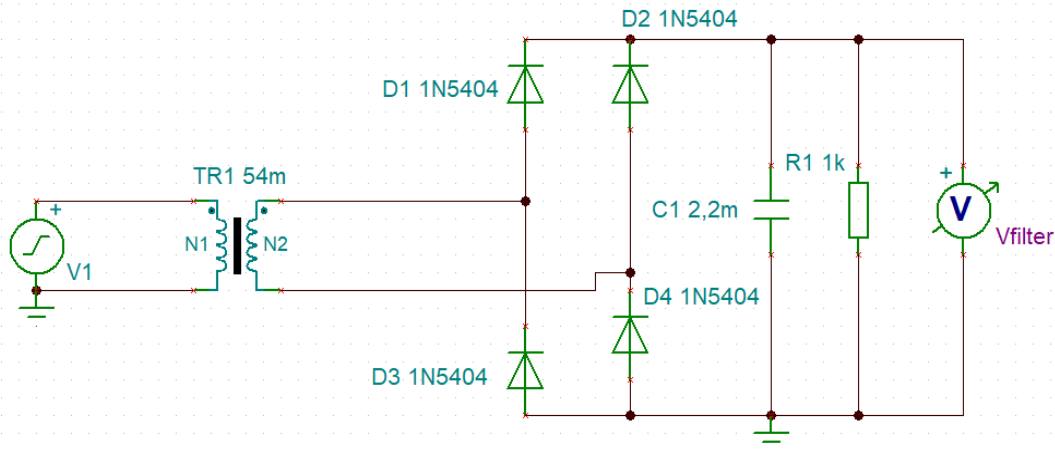 D2 1N5404
D1 1N5404
TR1 54m
R1 1k
+
+
C1 2,2m
V
N1
N2
Vfilter
V1
D4 1N5404
D3 1N5404